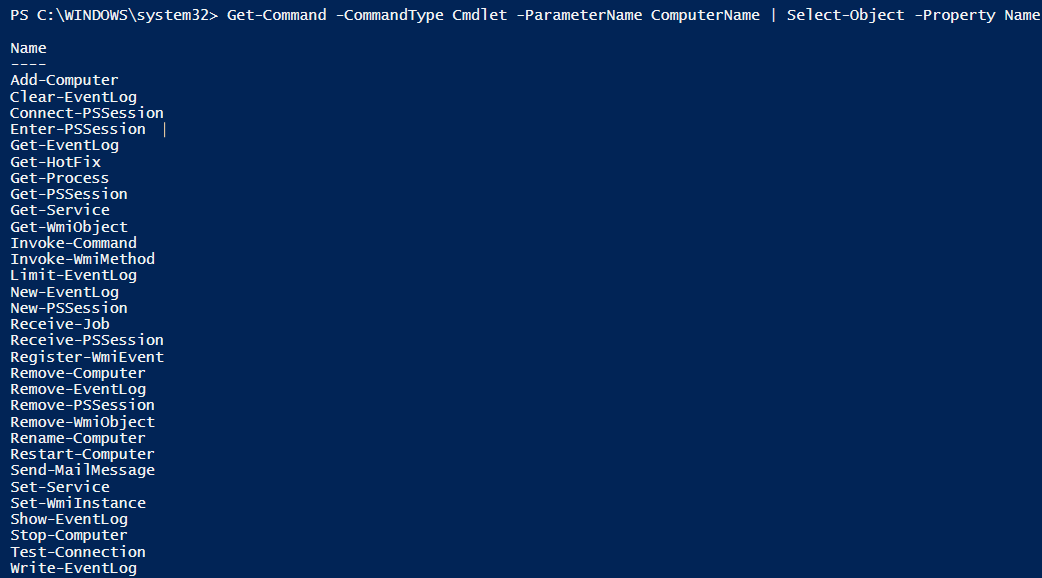 PS C:\WINDOWS\system32> Get-Command -CommandType Cmdlet -ParameterName ComputerName | Select-Object -Property Name
Name
----
Add-Computer
Clear-EventLog
Connect-PSSession
Enter-PSSession |
Get-EventLog
Get-HotFix
Get-Process
Get-PSSession
Get-Service
Get-WmiObject
Invoke-Command
Invoke-WmiMethod
Limit-EventLog
New-EventLog
New-PSSession
Receive-Job
Receive-PSSession
Register-WmiEvent
Remove-Computer
Remove-EventLog
Remove-PSSession
Remove-WmiObject
Rename-Computer
Restart-Computer
Send-MailMessage
Set-Service
Set-WmiInstance
Show-EventLog
Stop-Computer
Test-Connection
Write-EventLog